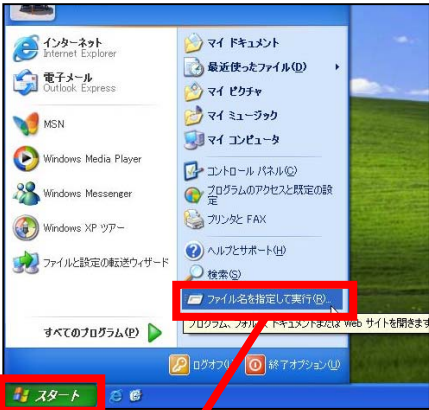 インターネット
Internet Explorer
電子メール
Outlook Express
MSN
Windows Media Player
Windows Messenger
Windows XP ツアー
ファイルと設定の転送ウィザード
すべてのプログラム(P)
マイ ドキュメント
最近使ったファイル(D)
マイ ピクチャ
マイ ミュージック
マイ コンピュータ
コントロール パネル(C)
プログラムのアクセスと既定の設
定
プリンタと FAX
ヘルプとサポート(H)
検索(S)
ファイル名を指定して実行(R)...
プログラム、フォルダ、ドキュメントまたは Web サイトを開きます
ログオフ(L)
終了オプション(U)
スタート